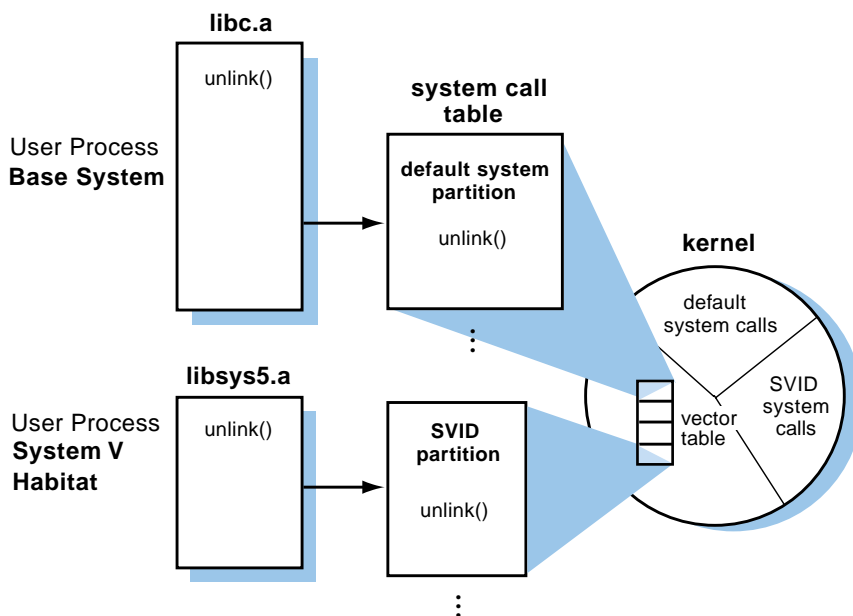 libc.a
unlink()
User Process
Base System
system call
table
default system
partition
unlink()
kernel
default
system calls
SVID
system
calls
vector
table
libsys5.a
unlink()
User Process
System V
Habitat
SVID
partition
unlink()